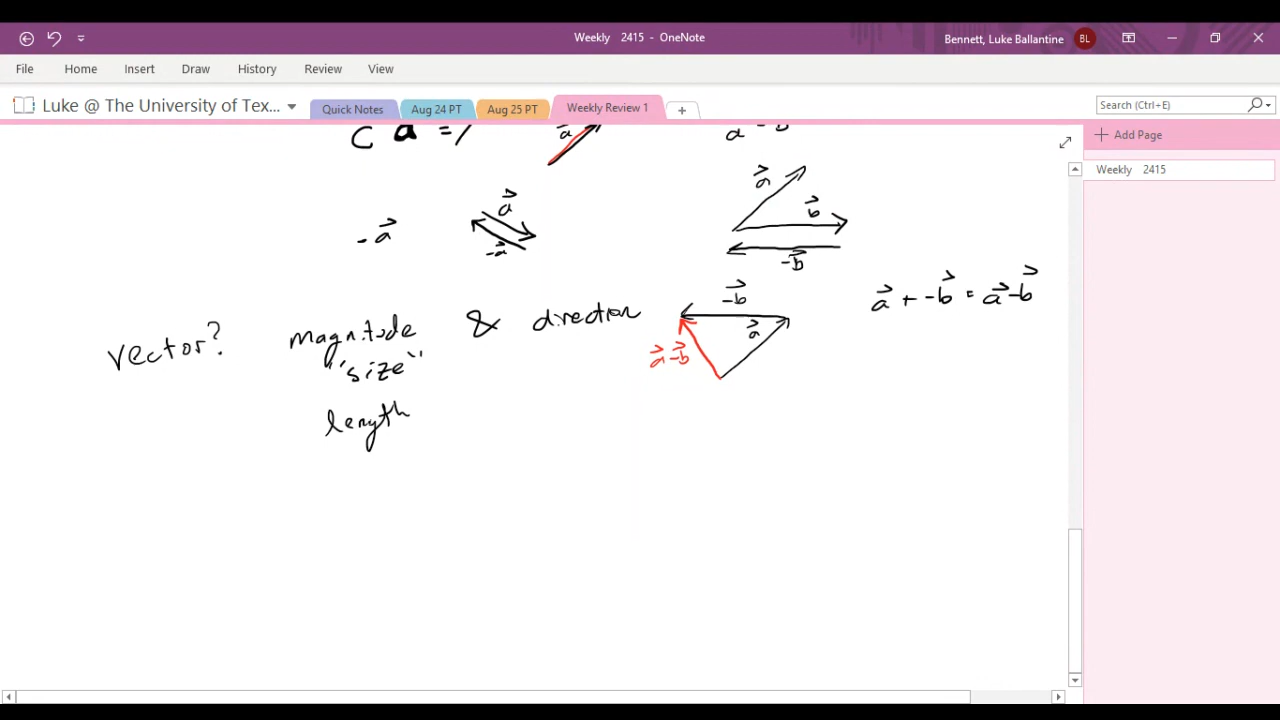 Weekly 2415 - OneNote
Bennett, Luke Ballantine BL
File Home Insert Draw History Review View
Luke @ The University of Tex... Quick Notes Aug 24 PT Aug 25 PT Weekly Review 1 + Search (Ctrl+E)
+ Add Page
Weekly 2415
c a =
a⃗
a - b
a⃗
b⃗
-b⃗
-a⃗
a⃗
-a⃗
-b⃗
a⃗
a⃗-b⃗
a⃗ + -b⃗ = a⃗-b⃗
vector? magnitude & direction
"size"
length